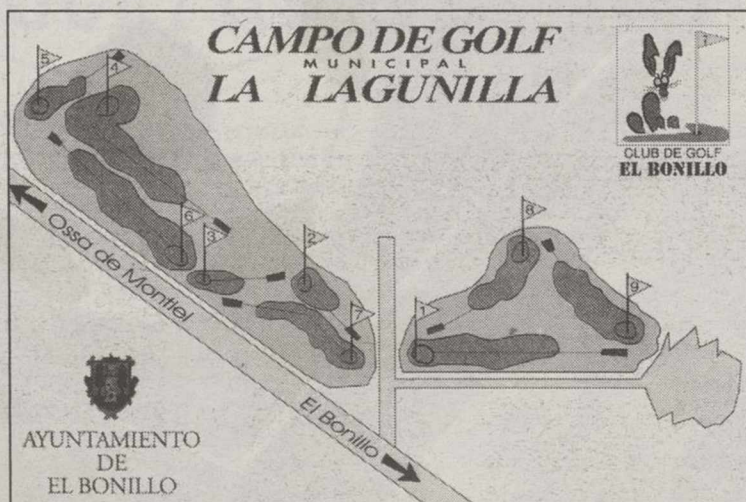 CAMPO DE GOLF
MUNICIPAL
LA LAGUNILLA
CLUB DE GOLF
EL BONILLO
5
4
6
3
2
7
8
1
9
Ossa de Montiel
El Bonillo
AYUNTAMIENTO
DE
EL BONILLO